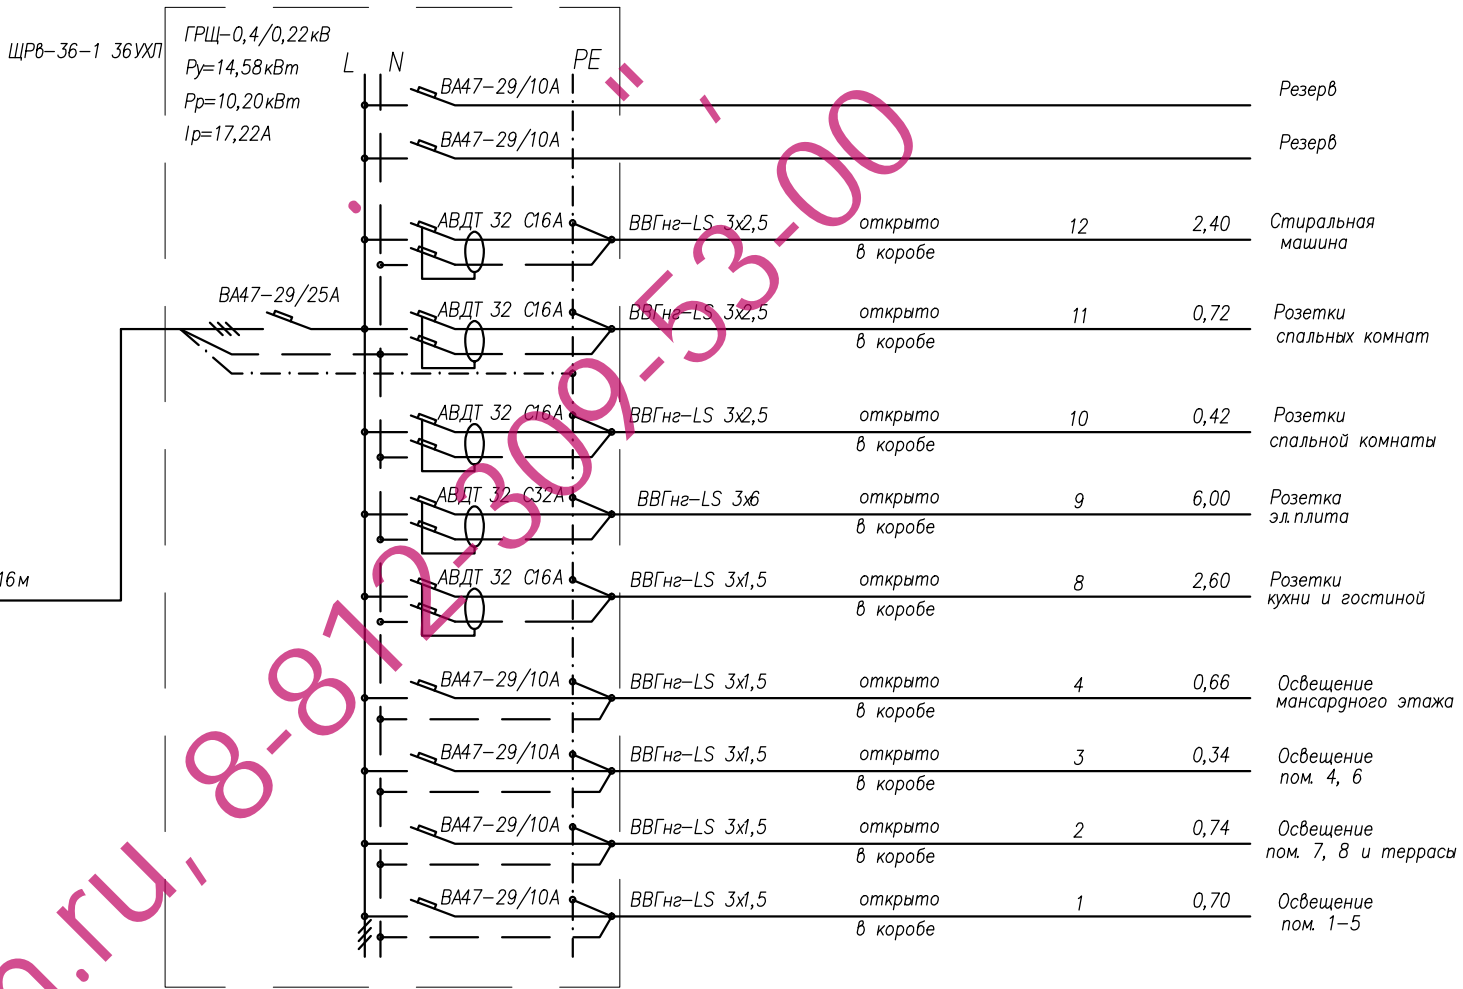 ЩРв-36-1 36УХЛ
ГРЩ-0,4/0,22кВ
Ру=14,58кВт
Рр=10,20кВт
Iр=17,22А
L N PE
ВА47-29/10А Резерв
ВА47-29/10А Резерв
АВДТ 32 С16А ВВГнг-LS 3х2,5 открыто 12 2,40 Стиральная
в коробе машина
ВА47-29/25А
АВДТ 32 С16А ВВГнг-LS 3х2,5 открыто 11 0,72 Розетки
в коробе спальных комнат
АВДТ 32 С16А ВВГнг-LS 3х2,5 открыто 10 0,42 Розетки
в коробе спальной комнаты
АВДТ 32 С32А ВВГнг-LS 3х6 открыто 9 6,00 Розетка
в коробе эл.плита
16м
АВДТ 32 С16А ВВГнг-LS 3х1,5 открыто 8 2,60 Розетки
в коробе кухни и гостиной
ВА47-29/10А ВВГнг-LS 3х1,5 открыто 4 0,66 Освещение
в коробе мансардного этажа
ВА47-29/10А ВВГнг-LS 3х1,5 открыто 3 0,34 Освещение
в коробе пом. 4, 6
ВА47-29/10А ВВГнг-LS 3х1,5 открыто 2 0,74 Освещение
в коробе пом. 7, 8 и террасы
ВА47-29/10А ВВГнг-LS 3х1,5 открыто 1 0,70 Освещение
в коробе пом. 1-5
n.ru, 8-812-309-53-00 ",